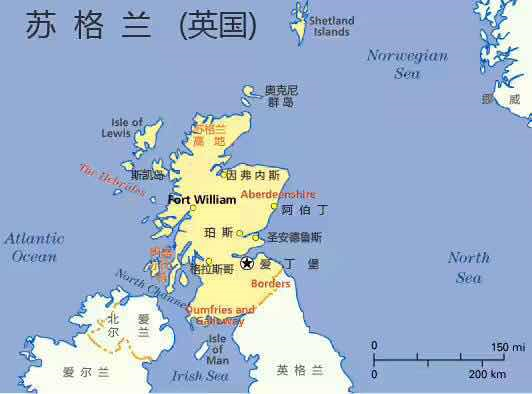 苏 格 兰 (英国)
Shetland
Islands
Norwegian
Sea
挪 威
奥克尼
群 岛
Isle of
Lewis
苏格兰
高 地
The Hebrides
斯凯岛
因弗内斯
Fort William
Aberdeenshire
阿 伯 丁
珀 斯
圣安德鲁斯
Atlantic
Ocean
North
Sea
格拉斯哥
爱 丁 堡
North Channel
Borders
Dumfries and
Galloway
北 爱
尔 兰
Isle
of
Man
爱 尔 兰
Irish Sea
英 格 兰
0 150 mi
0 200 km